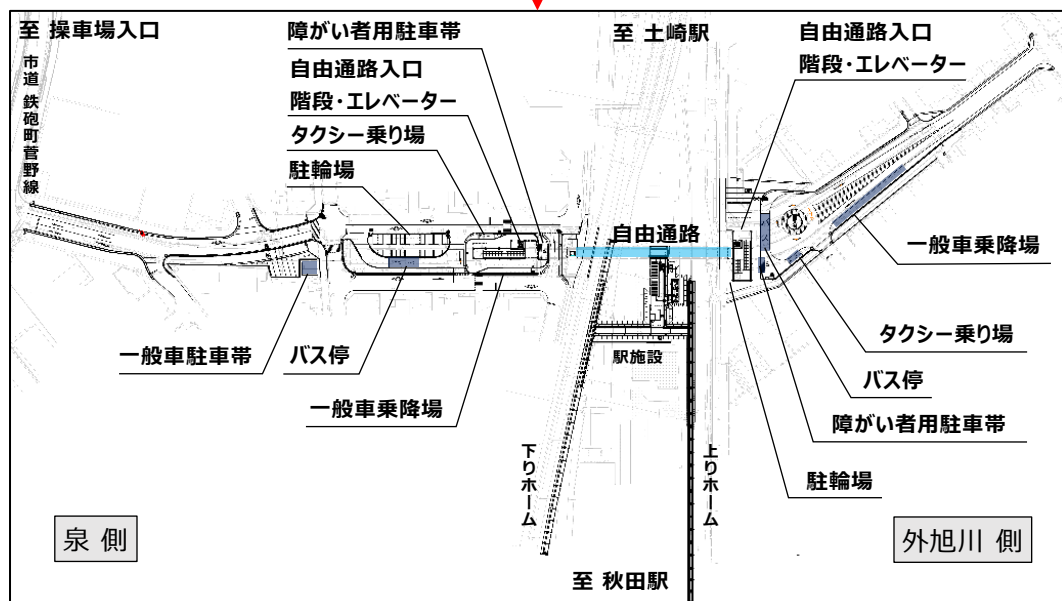 至 操車場入口
市道 鉄砲町菅野線
障がい者用駐車帯
自由通路入口
階段・エレベーター
タクシー乗り場
駐輪場
一般車駐車帯
バス停
一般車乗降場
泉 側
至 土崎駅
自由通路
駅施設
下りホーム
上りホーム
至 秋田駅
自由通路入口
階段・エレベーター
一般車乗降場
タクシー乗り場
バス停
障がい者用駐車帯
駐輪場
外旭川 側